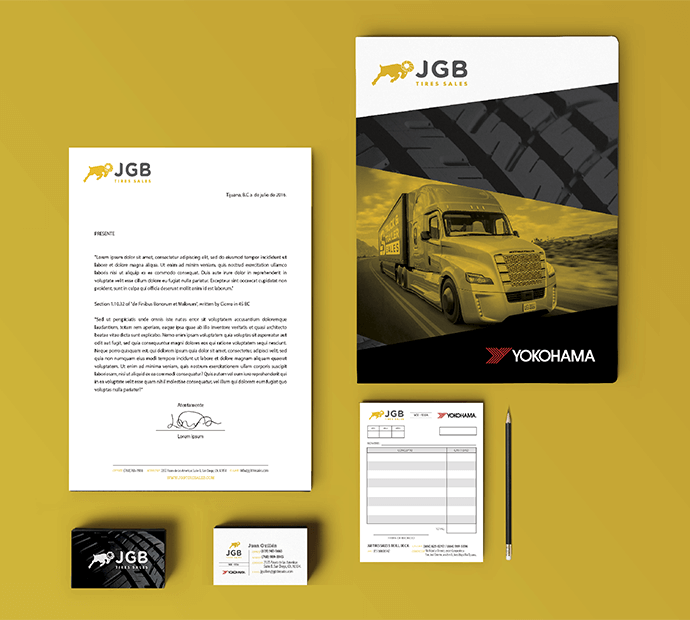 JGB
TIRES SALES
Tijuana, B.C. a de julio de 2016.
PRESENTE
"Lorem ipsum dolor sit amet, consectetur adipiscing elit, sed do eiusmod tempor incididunt ut
labore et dolore magna aliqua. Ut enim ad minim veniam, quis nostrud exercitation ullamco
laboris nisi ut aliquip ex ea commodo consequat. Duis aute irure dolor in reprehenderit in
voluptate velit esse cillum dolore eu fugiat nulla pariatur. Excepteur sint occaecat cupidatat non
proident, sunt in culpa qui officia deserunt mollit anim id est laborum."
Section 1.10.32 of "de Finibus Bonorum et Malorum", written by Cicero in 45 BC
"Sed ut perspiciatis unde omnis iste natus error sit voluptatem accusantium doloremque
laudantium, totam rem aperiam, eaque ipsa quae ab illo inventore veritatis et quasi architecto
beatae vitae dicta sunt explicabo. Nemo enim ipsam voluptatem quia voluptas sit aspernatur aut
odit aut fugit, sed quia consequuntur magni dolores eos qui ratione voluptatem sequi nesciunt.
Neque porro quisquam est, qui dolorem ipsum quia dolor sit amet, consectetur, adipisci velit, sed
quia non numquam eius modi tempora incidunt ut labore et dolore magnam aliquam quaerat
voluptatem. Ut enim ad minima veniam, quis nostrum exercitationem ullam corporis suscipit
laboriosam, nisi ut aliquid ex ea commodi consequatur? Quis autem vel eum iure reprehenderit qui
in ea voluptate velit esse quam nihil molestiae consequatur, vel illum qui dolorem eum fugiat quo
voluptas nulla pariatur?"
Atentamente
Lorem Ipsum
JGB
TIRES SALES
YOKOHAMA
JGB
TIRES SALES
YOKOHAMA
TOTAL
JGB
TIRES SALES
JGB
Juan Guillén
YOKOHAMA